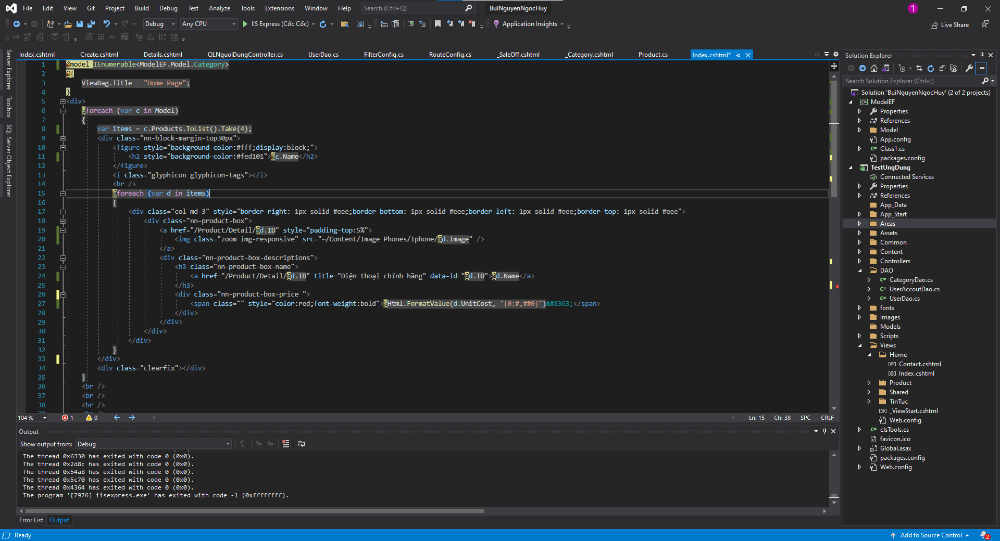 File Edit View Git Project Build Debug Test Analyze Tools Extensions Window Help Search (Ctrl+Q) BuiNguyenNgocHuy 1
Debug Any CPU IIS Express (Cốc Cốc) Application Insights Live Share
Index.cshtml Create.cshtml Details.cshtml QLNguoiDungController.cs UserDao.cs FilterConfig.cs RouteConfig.cs _SaleOff.cshtml _Category.cshtml Product.cs Index.cshtml*
Server Explorer
Toolbox
SQL Server Object Explorer
1 @model IEnumerable<ModelEF.Model.Category>
2 @{
3 ViewBag.Title = "Home Page";
4 }
5 <div>
6 @foreach (var c in Model)
7 {
8 var items = c.Products.ToList().Take(4);
9 <div class="nn-block-margin-top30px">
10 <figure style="background-color:#fff;display:block;">
11 <h2 style="background-color:#fed101">@c.Name</h2>
12 </figure>
13 <i class="glyphicon glyphicon-tags"></i>
14 <br />
15 @foreach (var d in items)
16 {
17 <div class="col-md-3" style="border-right: 1px solid #eee;border-bottom: 1px solid #eee;border-left: 1px solid #eee;border-top: 1px solid #eee">
18 <div class="nn-product-box">
19 <a href="/Product/Detail/@d.ID" style="padding-top:5%">
20 <img class="zoom img-responsive" src="~/Content/Image Phones/Iphone/@d.Image" />
21 </a>
22 <div class="nn-product-box-descriptions">
23 <h3 class="nn-product-box-name">
24 <a href="/Product/Detail/@d.ID" title="Điện thoại chính hãng" data-id="@d.ID">@d.Name</a>
25 </h3>
26 <div class="nn-product-box-price ">
27 <span class="" style="color:red;font-weight:bold">@Html.FormatValue(d.UnitCost, "{0:#,##0}")&#8363;</span>
28 </div>
29 </div>
30 </div>
31 </div>
32 }
33 </div>
34 <div class="clearfix"></div>
35 }
36 <br />
37 <br />
38 <br />
104 % 1 0 Ln: 15 Ch: 38 SPC CRLF
Output
Show output from: Debug
The thread 0x6330 has exited with code 0 (0x0).
The thread 0x2d8c has exited with code 0 (0x0).
The thread 0x54a8 has exited with code 0 (0x0).
The thread 0x5c70 has exited with code 0 (0x0).
The thread 0x4364 has exited with code 0 (0x0).
The program '[7976] iisexpress.exe' has exited with code -1 (0xffffffff).
Error List Output
Solution Explorer
Search Solution Explorer (Ctrl+;)
Solution 'BuiNguyenNgocHuy' (2 of 2 projects)
ModelEF
Properties
References
Model
App.config
Class1.cs
packages.config
TestUngDung
Connected Services
Properties
References
App_Data
App_Start
Areas
Assets
Common
Content
Controllers
DAO
CategoryDao.cs
UserAccoutDao.cs
UserDao.cs
fonts
Images
Models
Scripts
Views
Home
Contact.cshtml
Index.cshtml
Product
Shared
TinTuc
_ViewStart.cshtml
Web.config
clsTools.cs
favicon.ico
Global.asax
packages.config
Web.config
Ready Add to Source Control 2